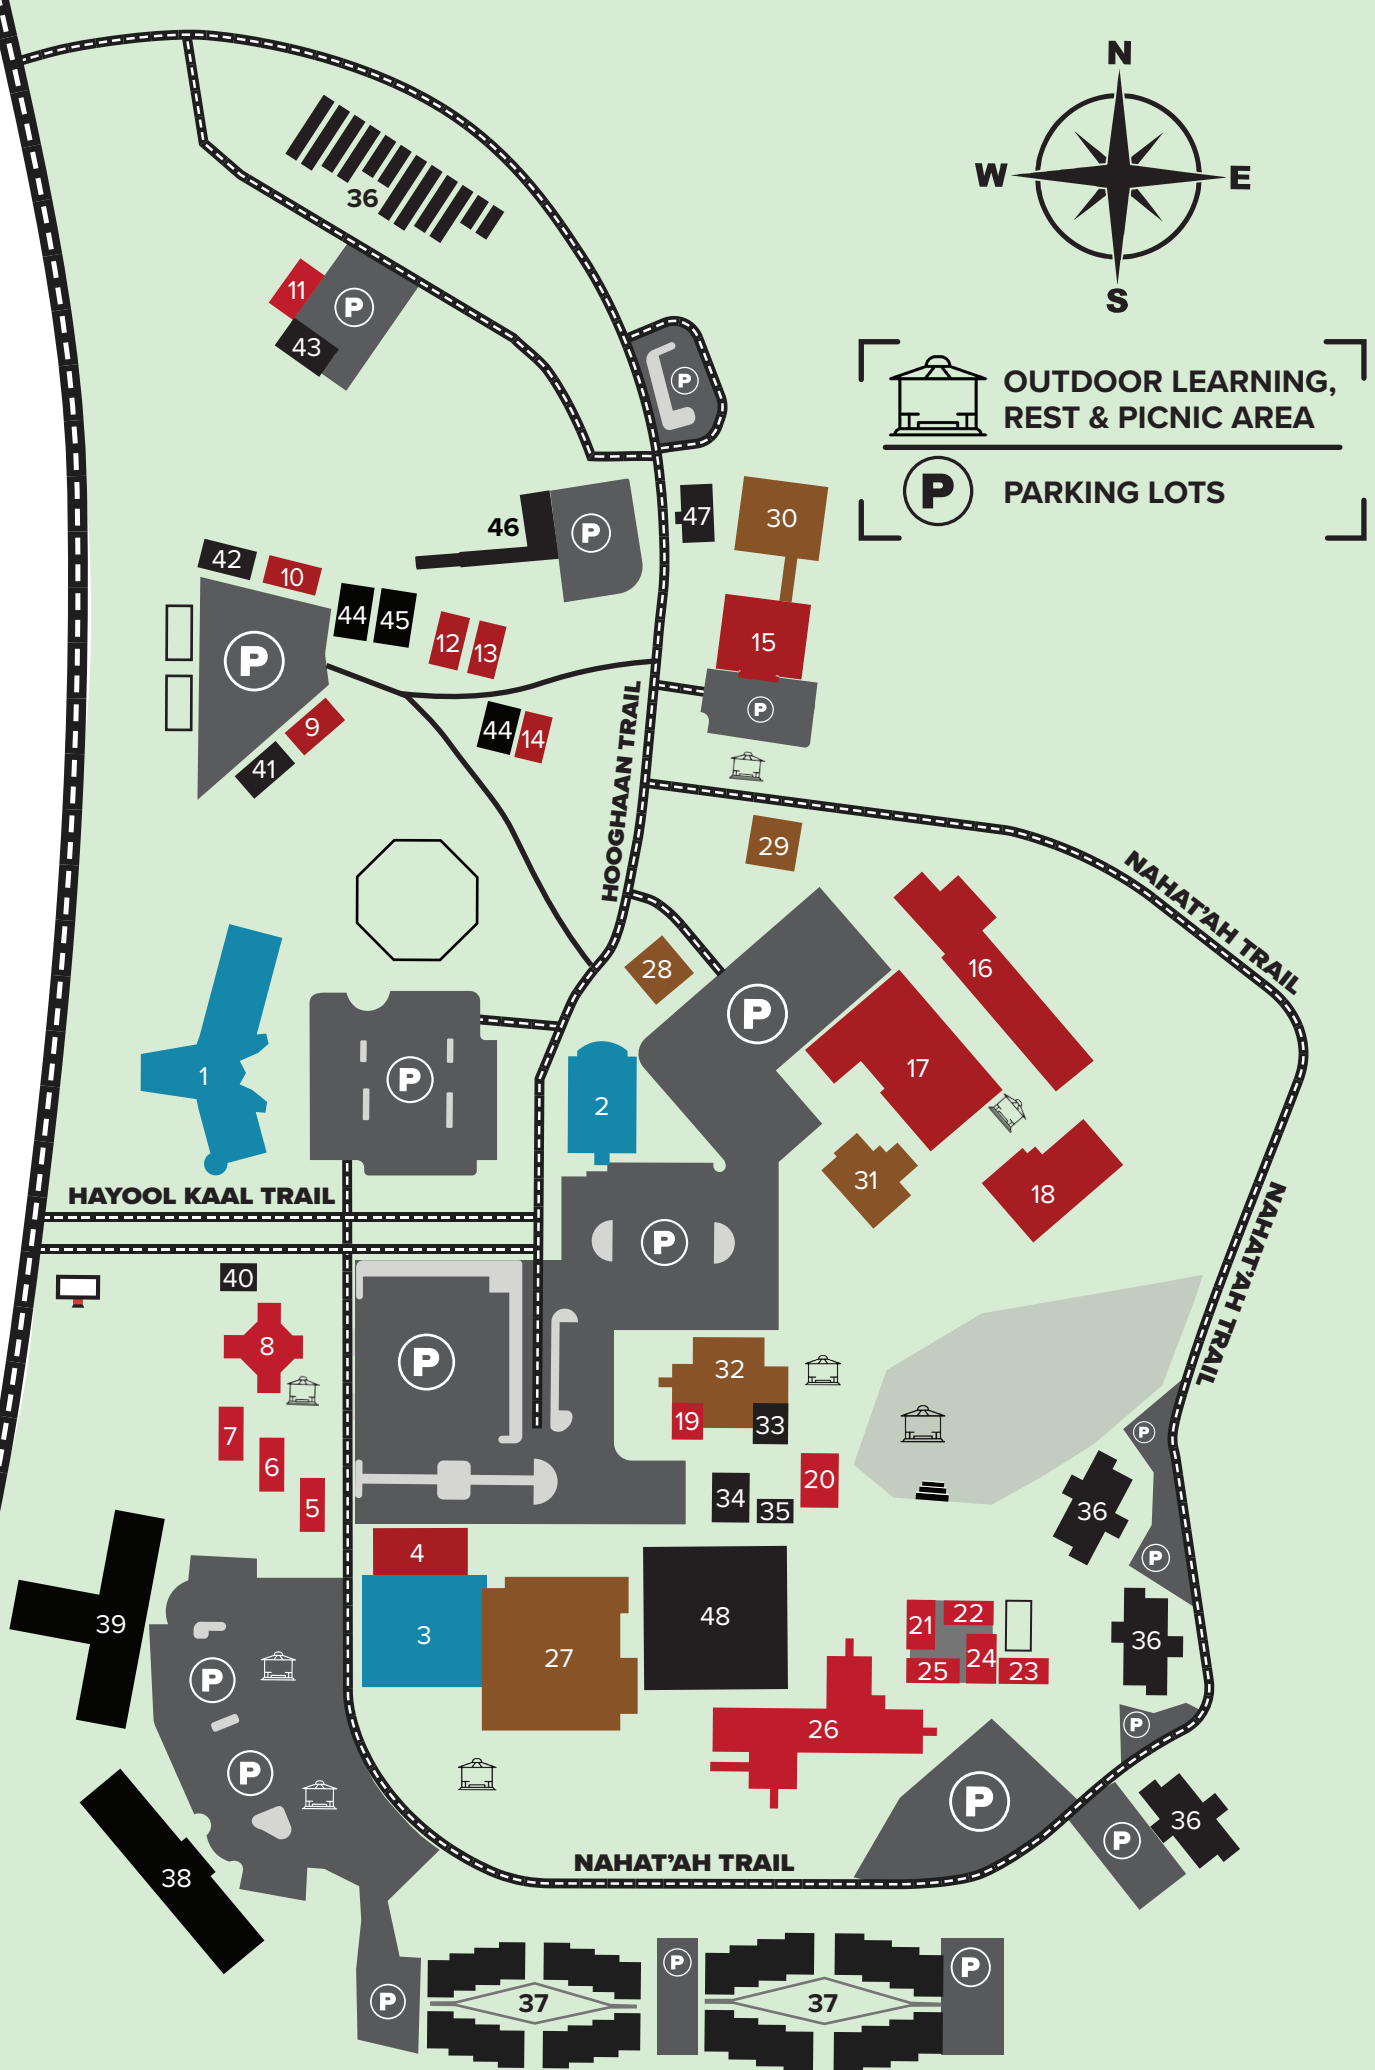 N
W
E
S
36
11
P
43
P
OUTDOOR LEARNING,
REST & PICNIC AREA
P
PARKING LOTS
46
P
47
30
42
10
44
45
12
13
15
P
P
9
41
44
14
HOOGHAAN TRAIL
29
NAHAT'AH TRAIL
28
16
P
17
1
P
2
31
18
HAYOOL KAAL TRAIL
P
NAHAT'AH TRAIL
40
8
P
32
19
33
7
6
5
20
34
35
P
36
P
4
39
3
27
48
21
22
24
25
23
36
P
26
P
P
P
36
P
38
NAHAT'AH TRAIL
P
37
P
37
P